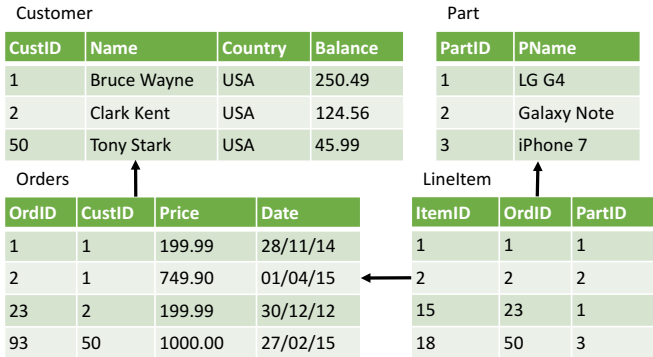 Customer
CustID Name Country Balance
1 Bruce Wayne USA 250.49
2 Clark Kent USA 124.56
50 Tony Stark USA 45.99
Part
PartID PName
1 LG G4
2 Galaxy Note
3 iPhone 7
Orders
OrdID CustID Price Date
1 1 199.99 28/11/14
2 1 749.90 01/04/15
23 2 199.99 30/12/12
93 50 1000.00 27/02/15
LineItem
ItemID OrdID PartID
1 1 1
2 2 2
15 23 1
18 50 3